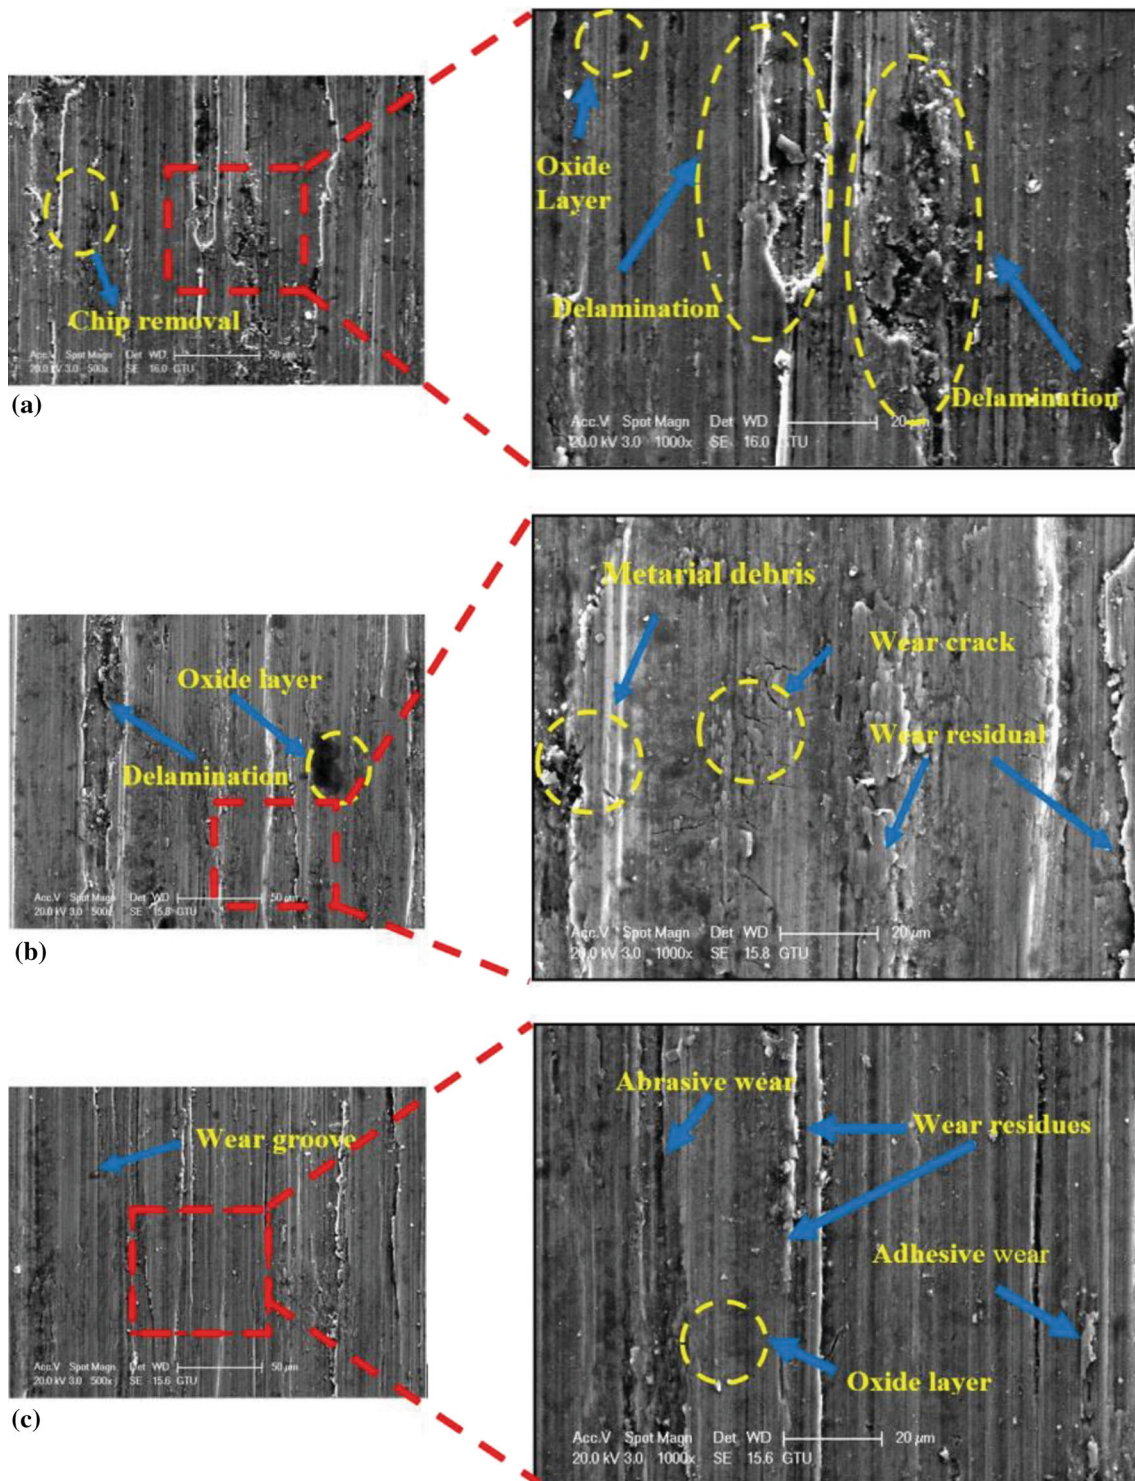 Chip removal
Acc.V Spot Magn Det WD 50 µm
20.0 kV 3.0 500x SE 16.0 GTU
(a)
Oxide
Layer
Delamination
Delamination
Acc.V Spot Magn Det WD 20 µm
20.0 kV 3.0 1000x SE 16.0 GTU
Oxide layer
Delamination
Acc.V Spot Magn Det WD 50 µm
20.0 kV 3.0 500x SE 15.8 GTU
(b)
Metarial debris
Wear crack
Wear residual
Acc.V Spot Magn Det WD 20 µm
20.0 kV 3.0 1000x SE 15.8 GTU
Wear groove
Acc.V Spot Magn Det WD 50 µm
20.0 kV 3.0 500x SE 15.6 GTU
(c)
Abrasive wear
Wear residues
Adhesive wear
Oxide layer
Acc.V Spot Magn Det WD 20 µm
20.0 kV 3.0 1000x SE 15.6 GTU